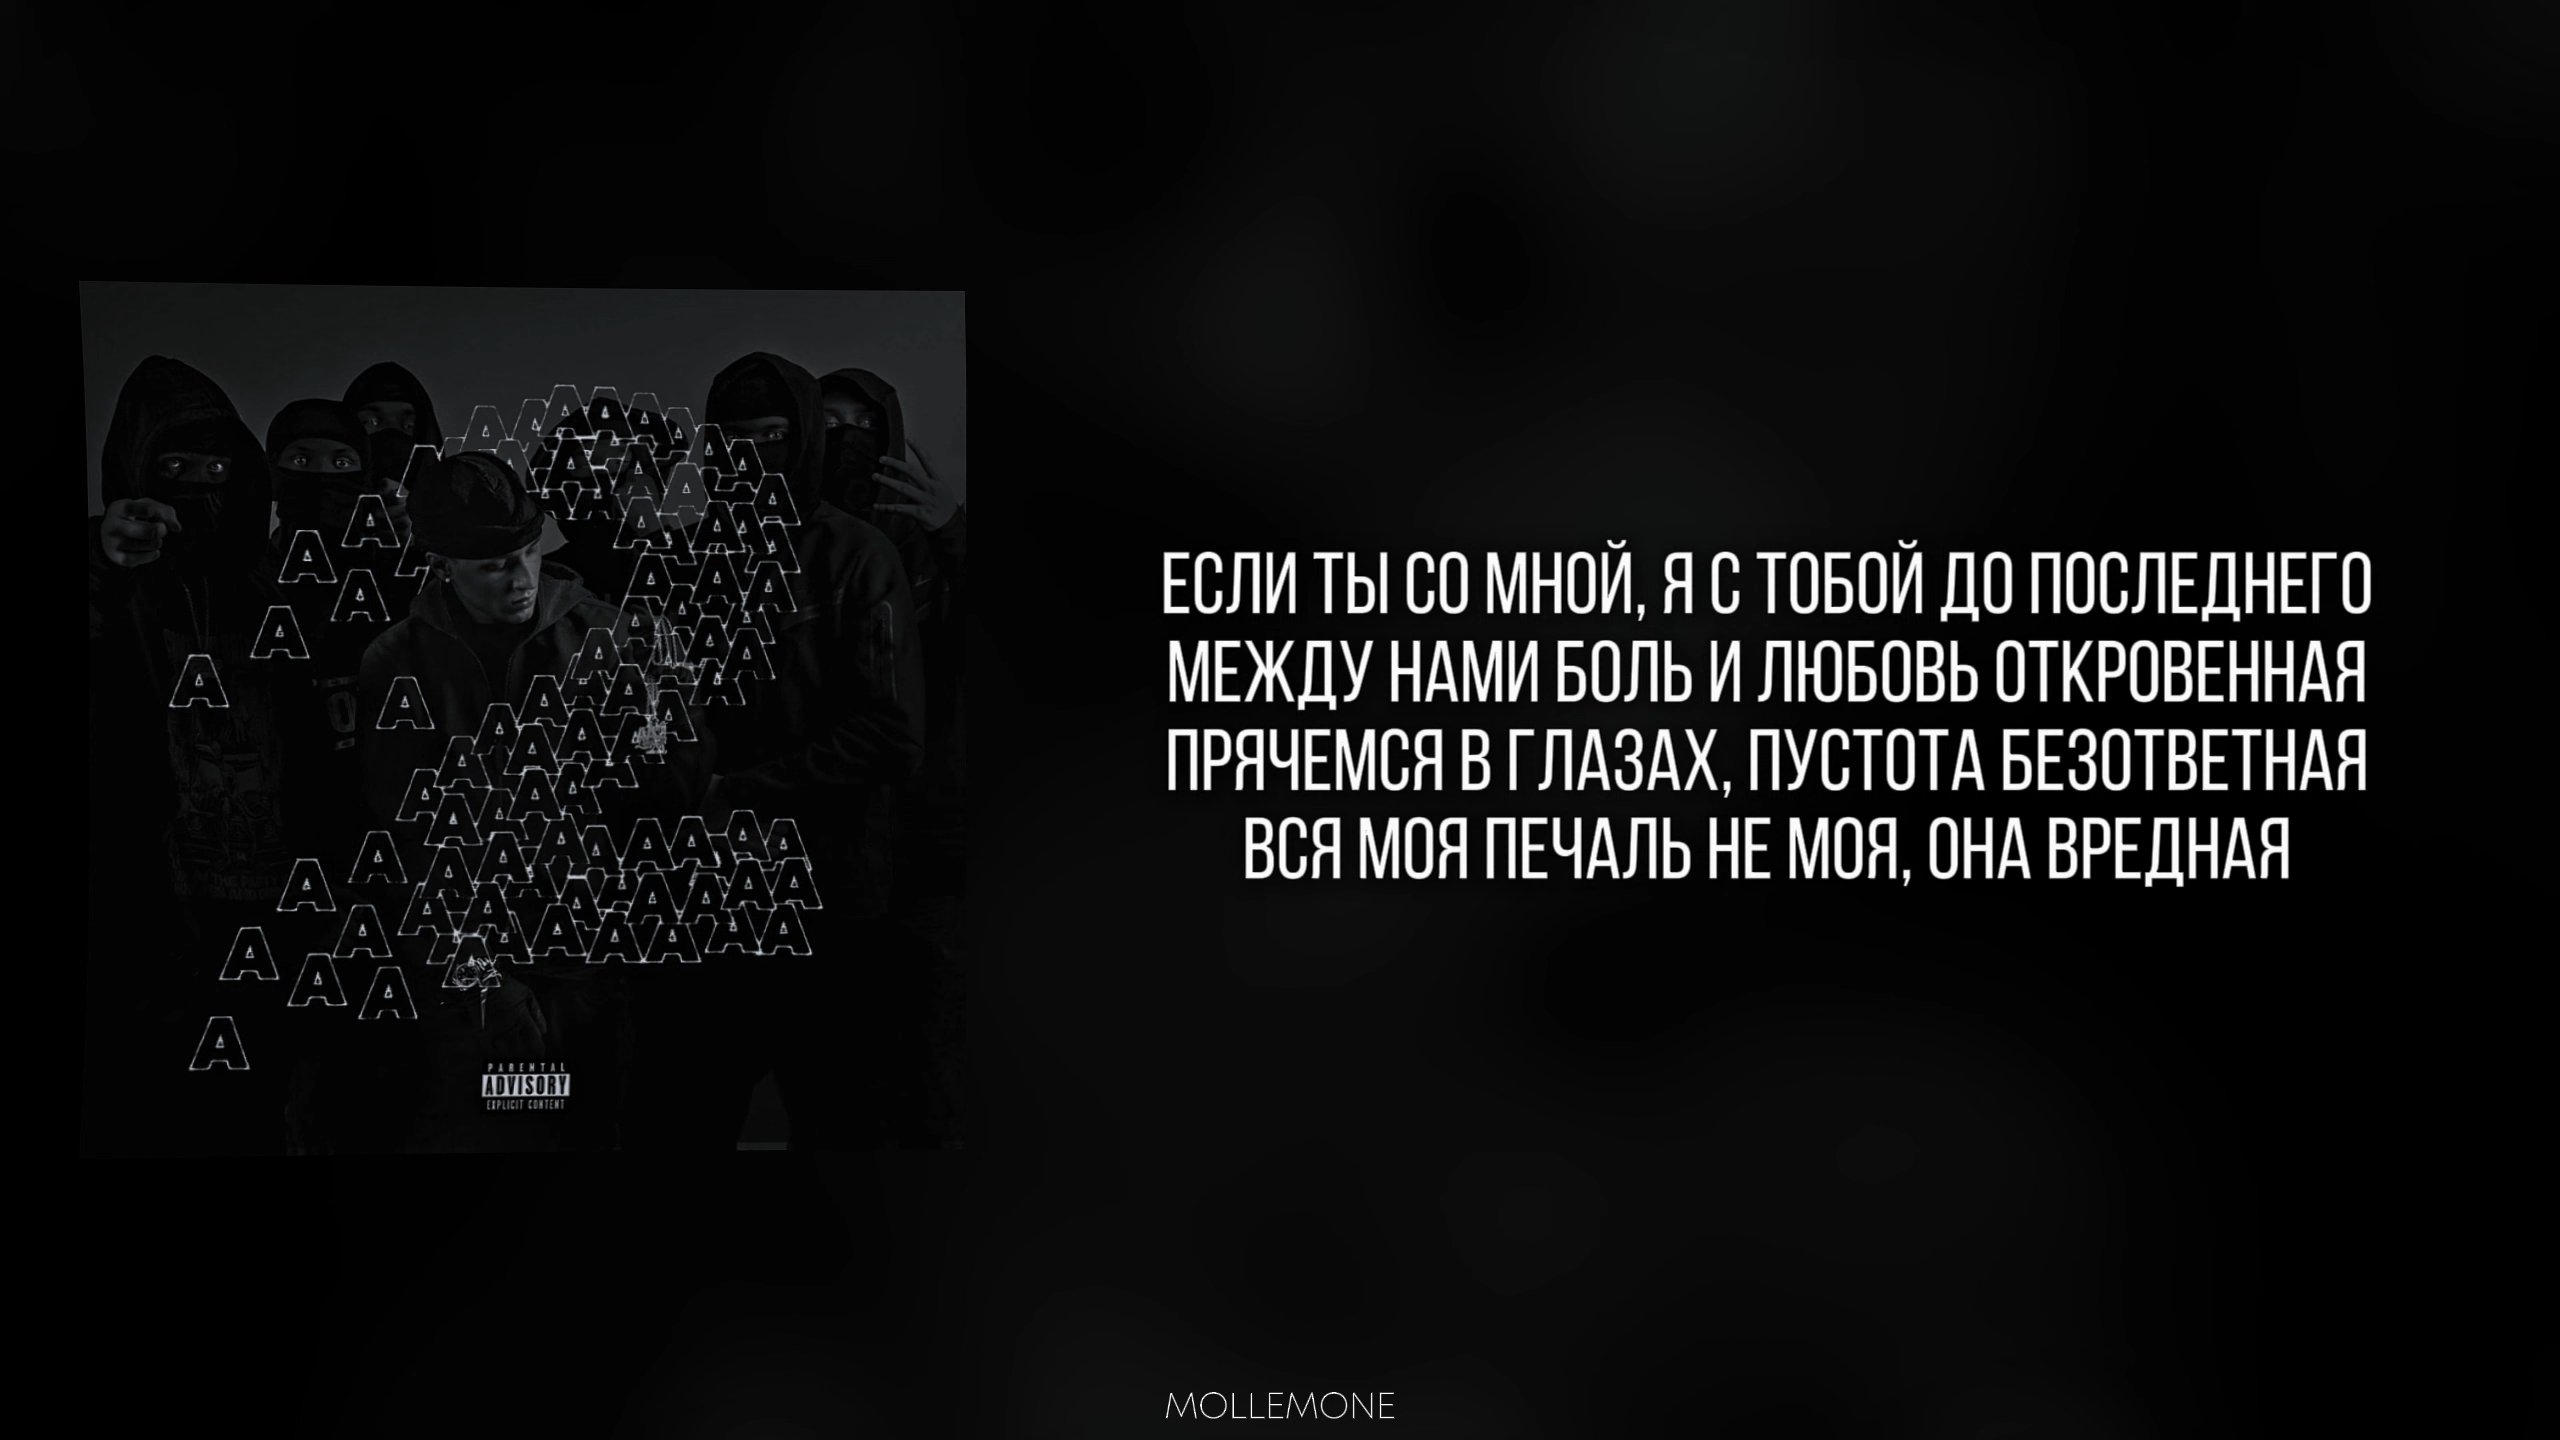 ЕСЛИ ТЫ СО МНОЙ, Я С ТОБОЙ ДО ПОСЛЕДНЕГО
МЕЖДУ НАМИ БОЛЬ И ЛЮБОВЬ ОТКРОВЕННАЯ
ПРЯЧЕМСЯ В ГЛАЗАХ, ПУСТОТА БЕЗОТВЕТНАЯ
ВСЯ МОЯ ПЕЧАЛЬ НЕ МОЯ, ОНА ВРЕДНАЯ
PARENTAL
ADVISORY
EXPLICIT CONTENT
MOLLEMONE